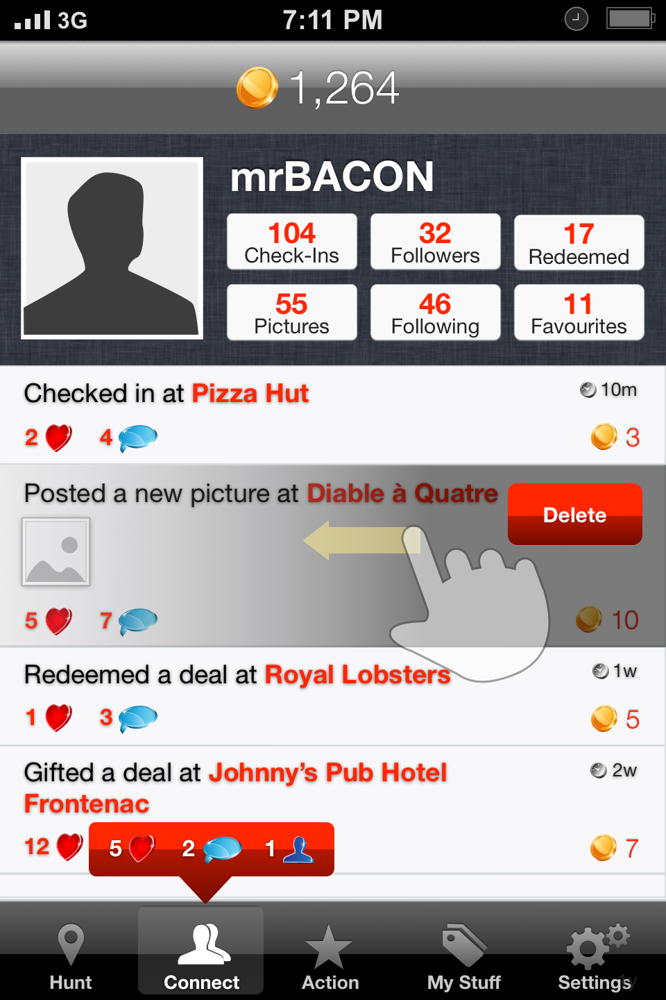 3G 7:11 PM
1,264
mrBACON
104 32 17
Check-Ins Followers Redeemed
55 46 11
Pictures Following Favourites
Checked in at Pizza Hut 10m
2 4 3
Posted a new picture at Diable à Quatre
Delete
5 7 10
Redeemed a deal at Royal Lobsters 1w
1 3 5
Gifted a deal at Johnny’s Pub Hotel 2w
Frontenac
12 5 2 1 7
Hunt Connect Action My Stuff Settings
1y